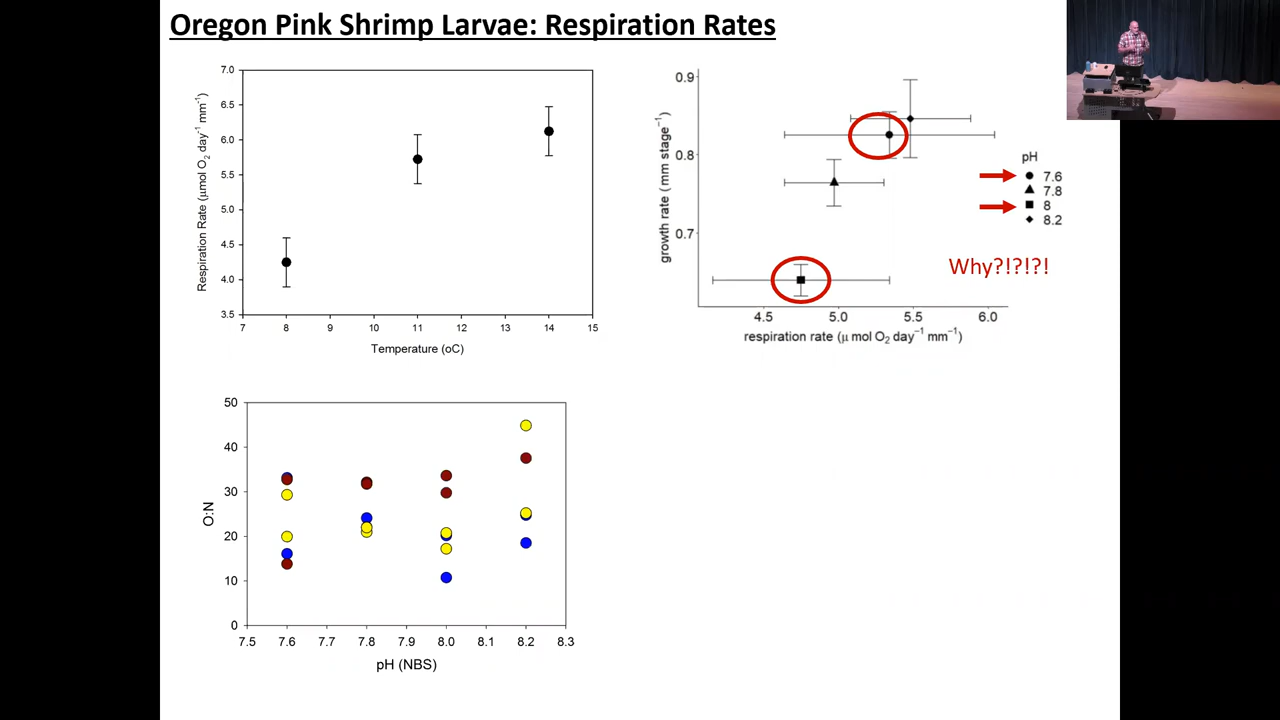 Oregon Pink Shrimp Larvae: Respiration Rates
7.0
6.5
6.0
5.5
5.0
4.5
4.0
3.5
Respiration Rate (μmol O₂ day⁻¹ mm⁻¹)
7 8 9 10 11 12 13 14 15
Temperature (oC)
0.9
0.8
0.7
growth rate (mm stage⁻¹)
4.5 5.0 5.5 6.0
respiration rate (μ mol O₂ day⁻¹ mm⁻¹)
pH
7.6
7.8
8
8.2
Why?!?!?!
50
40
30
20
10
0
O:N
7.5 7.6 7.7 7.8 7.9 8.0 8.1 8.2 8.3
pH (NBS)